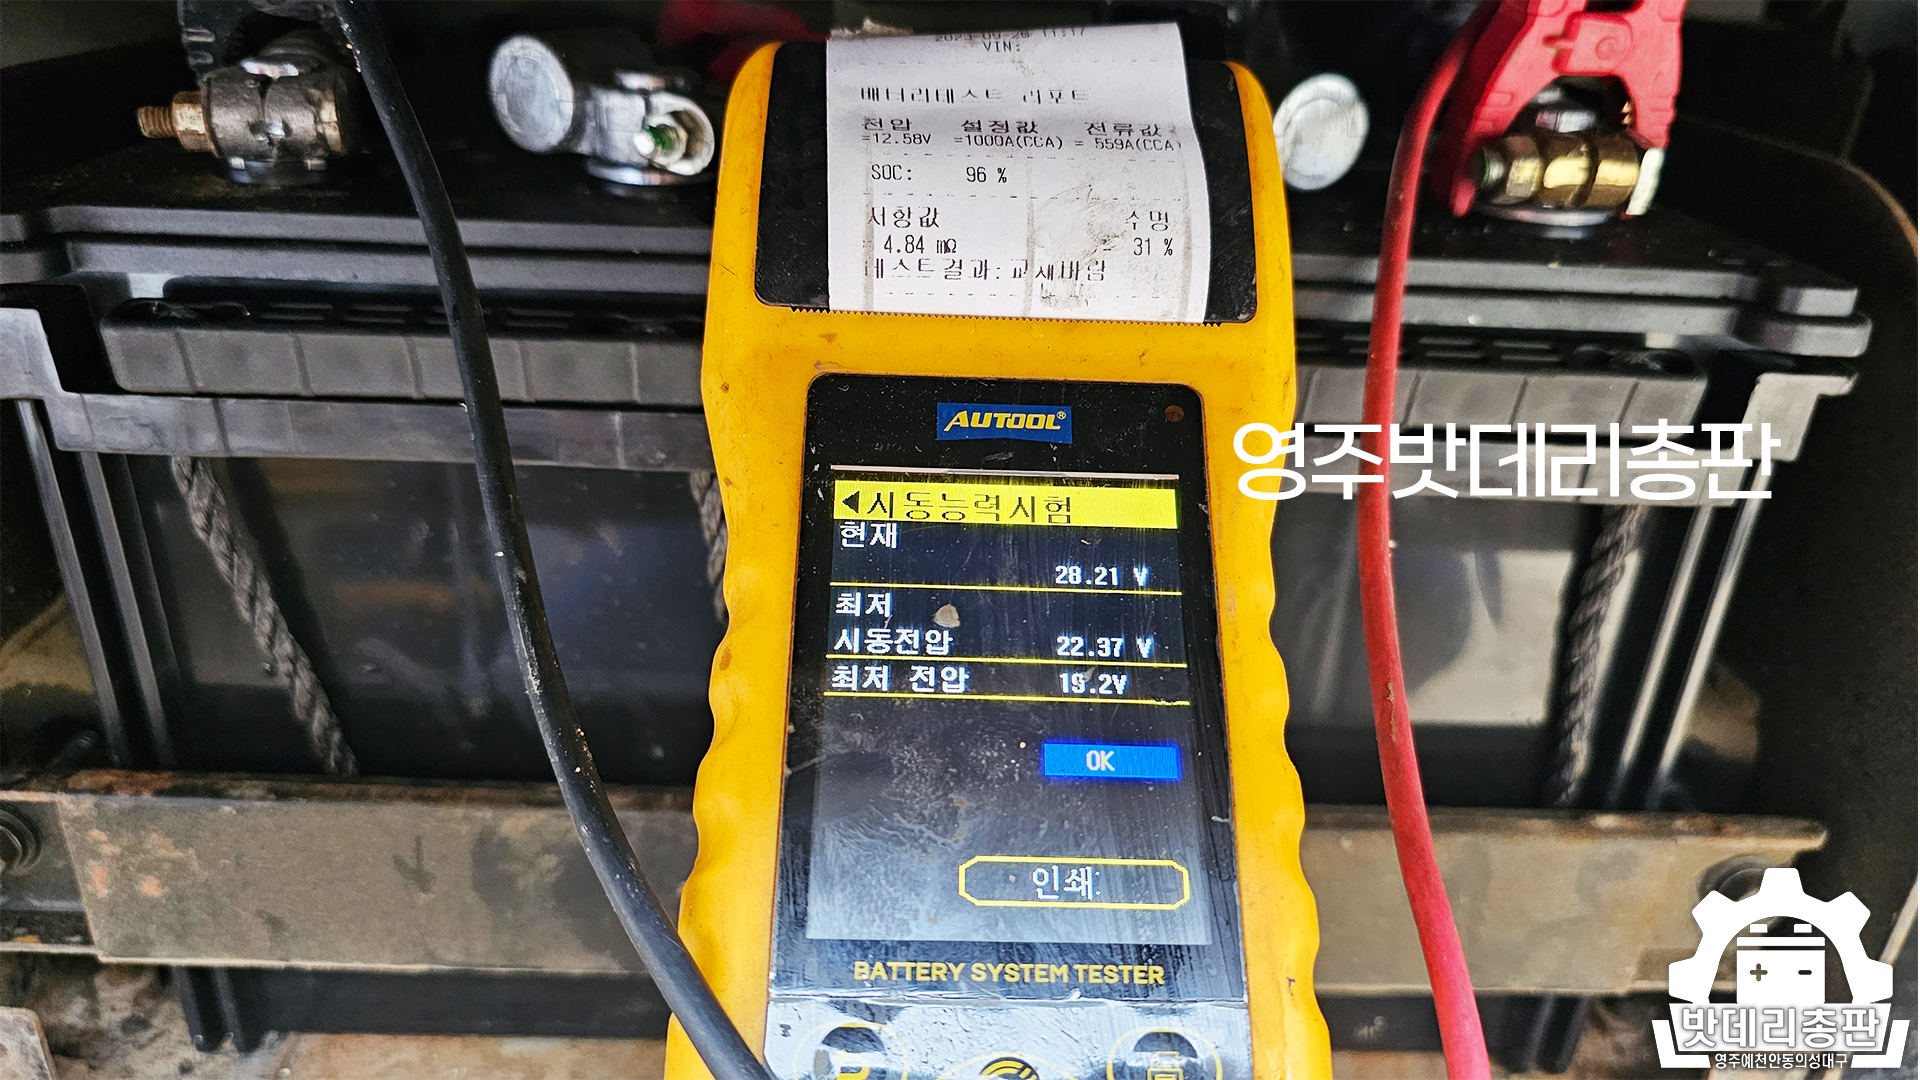 2023-09-26 11:17
VIN:
배터리테스트 리포트
전압 설정값 전류값
=12.58V =1000A(CCA) = 559A(CCA)
SOC: 96 %
저항값 수명
= 4.84 mΩ = 31 %
테스트결과: 교체바람
AUTOOL®
◀시동능력시험
현재
28.21 V
최저
시동전압 22.37 V
최저 전압 19.2V
OK
인쇄:
BATTERY SYSTEM TESTER
영주밧데리총판
밧데리총판
영주예천안동의성대구